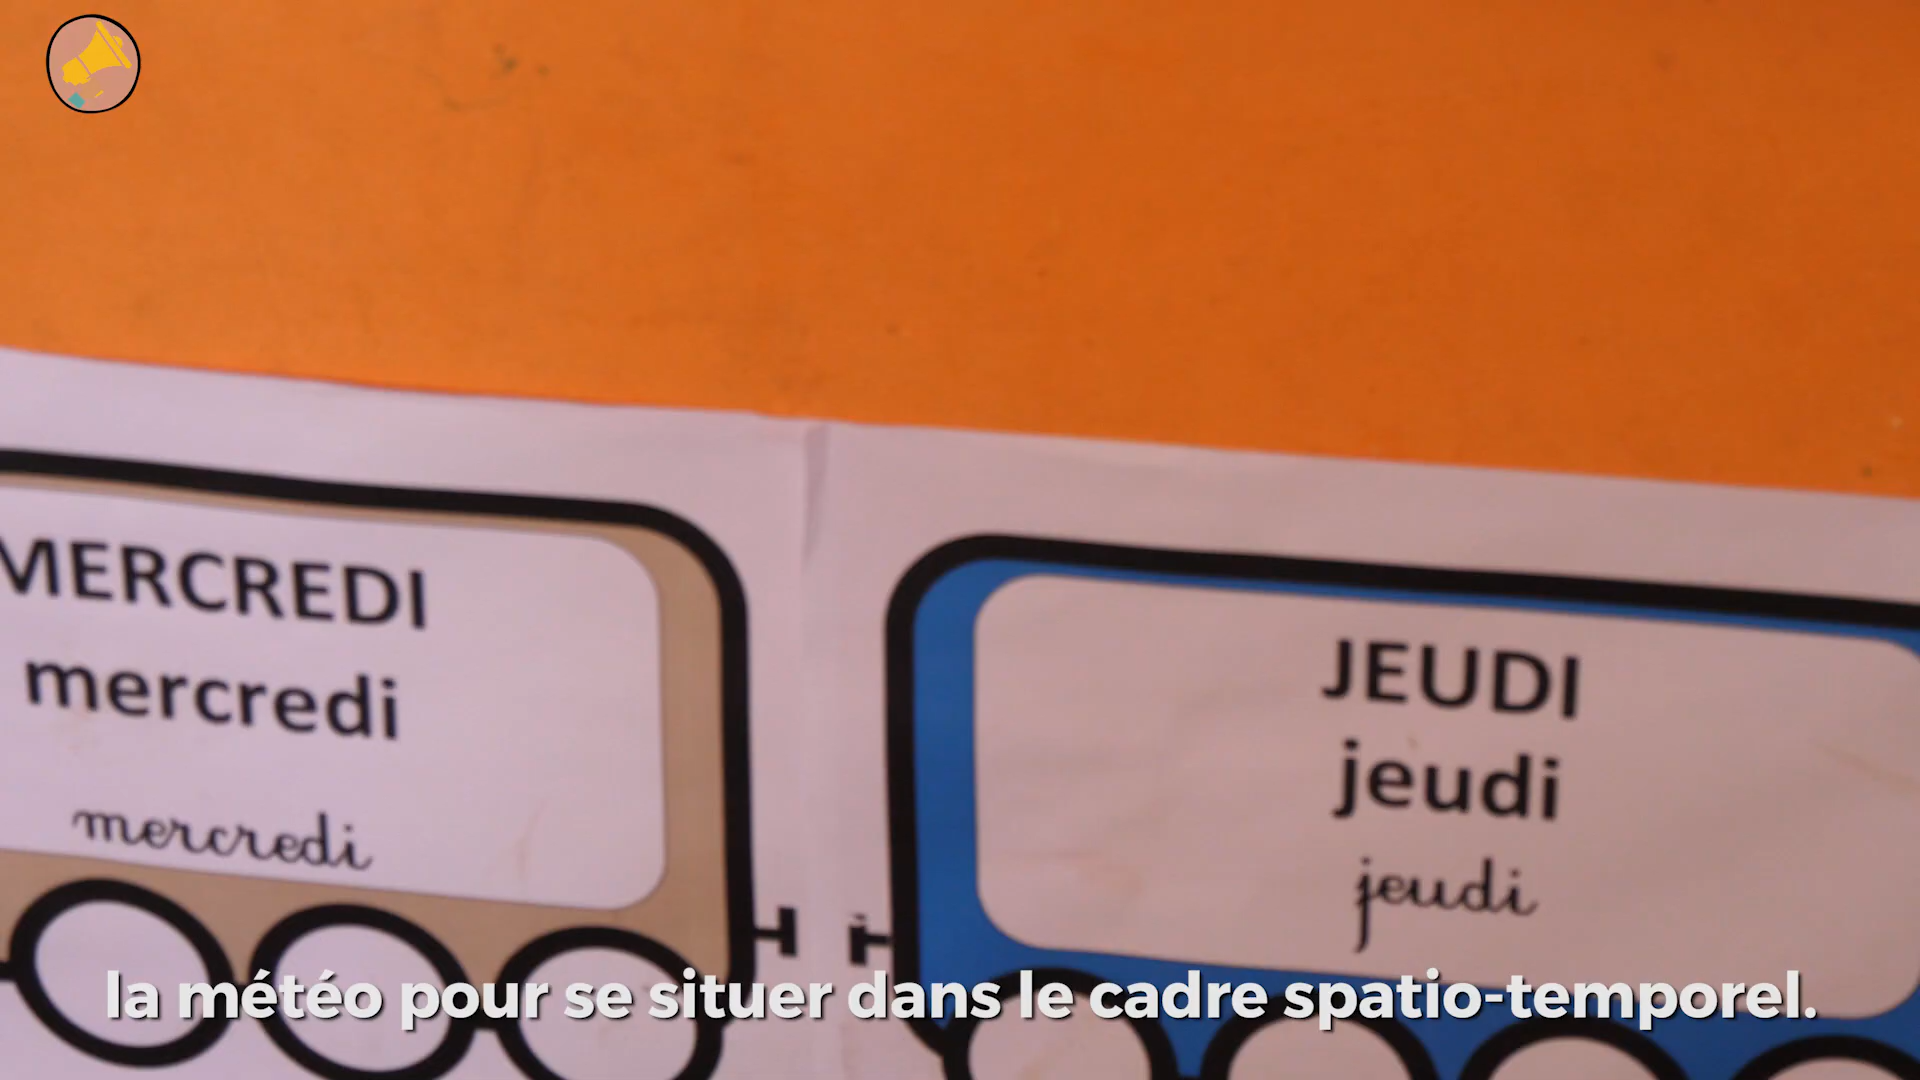 MERCREDI
mercredi
mercredi
JEUDI
jeudi
jeudi
la météo pour se situer dans le cadre spatio-temporel.